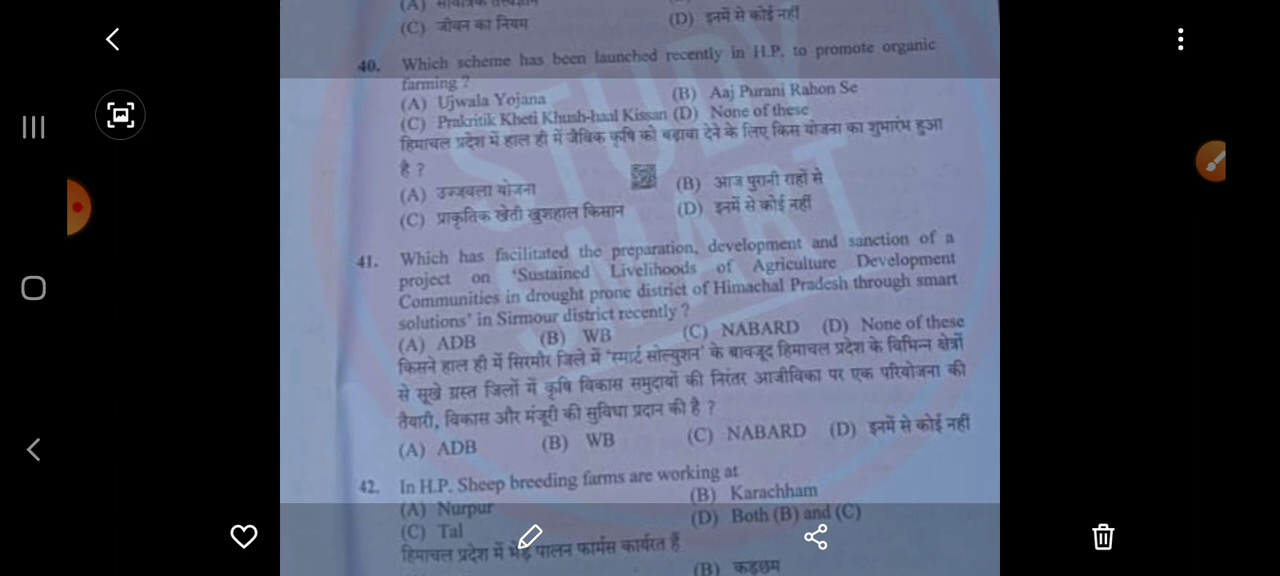 (C) जीवन का नियम (D) इनमें से कोई नहीं
40. Which scheme has been launched recently in H.P. to promote organic
farming ?
(A) Ujwala Yojana (B) Aaj Purani Rahon Se
(C) Prakritik Kheti Khush-haal Kissan (D) None of these
हिमाचल प्रदेश में हाल ही में जैविक कृषि को बढ़ावा देने के लिए किस योजना का शुभारंभ हुआ
है ?
(A) उज्जवला योजना (B) आज पुरानी राहों से
(C) प्राकृतिक खेती खुशहाल किसान (D) इनमें से कोई नहीं
41. Which has facilitated the preparation, development and sanction of a
project on 'Sustained Livelihoods of Agriculture Development
Communities in drought prone district of Himachal Pradesh through smart
solutions' in Sirmour district recently ?
(A) ADB (B) WB (C) NABARD (D) None of these
किसने हाल ही में सिरमौर जिले में 'स्मार्ट सोल्युशन' के बावजूद हिमाचल प्रदेश के विभिन्न क्षेत्रों
से सूखे ग्रस्त जिलों में कृषि विकास समुदायों की निरंतर आजीविका पर एक परियोजना की
तैयारी, विकास और मंजूरी की सुविधा प्रदान की है ?
(A) ADB (B) WB (C) NABARD (D) इनमें से कोई नहीं
42. In H.P. Sheep breeding farms are working at
(A) Nurpur (B) Karachham
(C) Tal (D) Both (B) and (C)
हिमाचल प्रदेश में भेड़ पालन फार्मस कार्यरत हैं
(B) कड़छम
STUDY
SMART